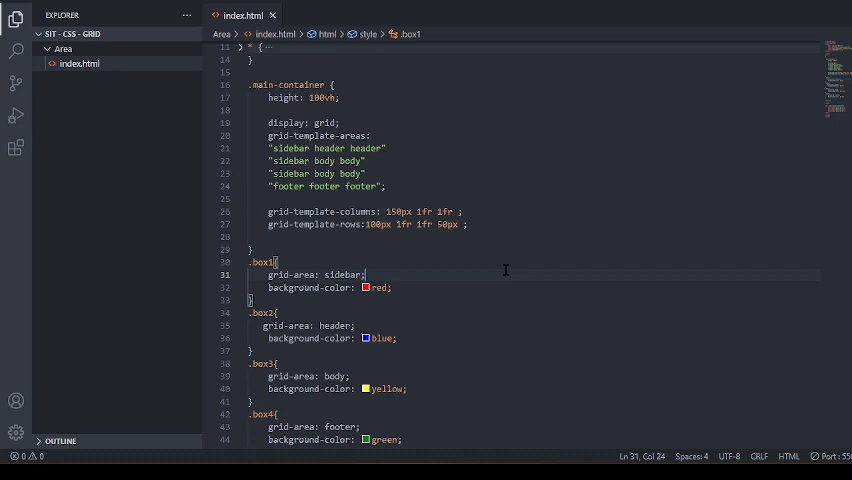 EXPLORER
···
index.html
SIT - CSS - GRID
Area > index.html > html > style > .box1
Area
index.html
11 > * { ···
14 }
15
16 .main-container {
17 height: 100vh;
18
19 display: grid;
20 grid-template-areas:
21 "sidebar header header"
22 "sidebar body body"
23 "sidebar body body"
24 "footer footer footer";
25
26 grid-template-columns: 150px 1fr 1fr ;
27 grid-template-rows:100px 1fr 1fr 50px ;
28
29 }
30 .box1{
31 grid-area: sidebar;
32 background-color: red;
33 }
34 .box2{
35 grid-area: header;
36 background-color: blue;
37 }
38 .box3{
39 grid-area: body;
40 background-color: yellow;
41 }
42 .box4{
43 grid-area: footer;
44 background-color: green;
OUTLINE
0 0
Ln 31, Col 24
Spaces: 4
UTF-8
CRLF
HTML
Port : 550